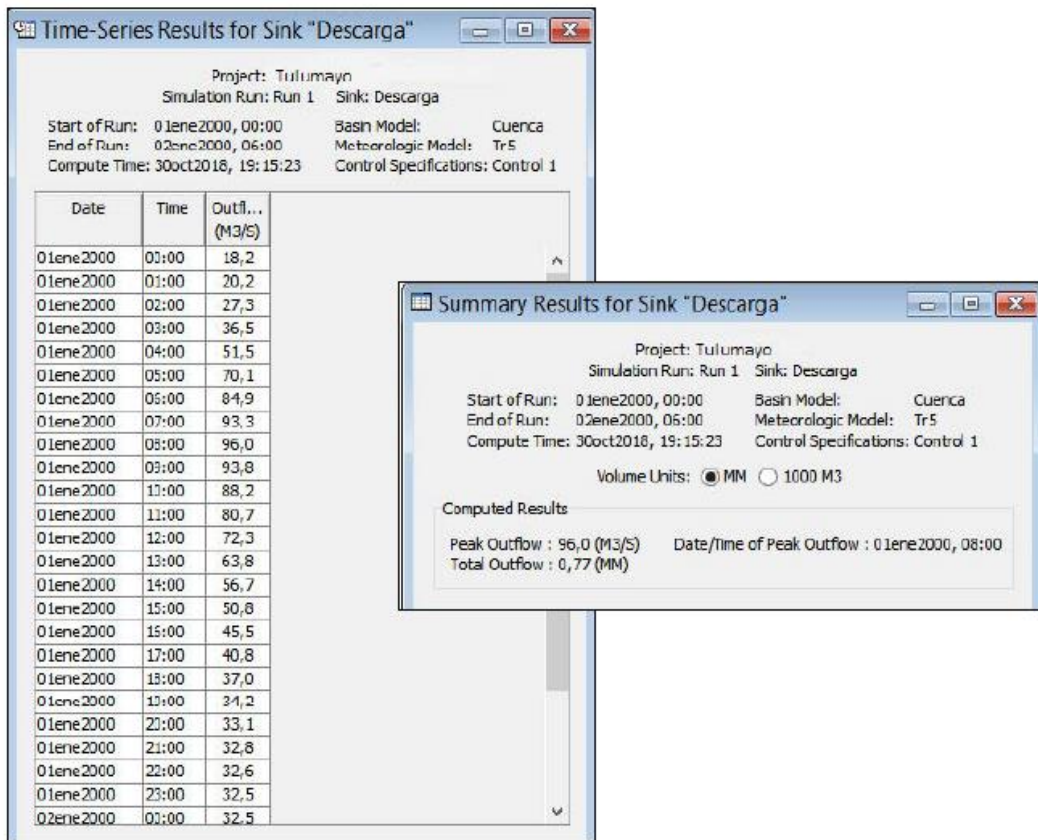 Time-Series Results for Sink "Descarga"
Project: Tulumayo
Simulation Run: Run 1 Sink: Descarga
Start of Run: 01ene2000, 00:00 Basin Model: Cuenca
End of Run: 02ene2000, 06:00 Meteorologic Model: Tr5
Compute Time: 30oct2018, 19:15:23 Control Specifications: Control 1
Date Time Outfl...
(M3/S)
01ene2000 00:00 18,2
01ene2000 01:00 20,2
01ene2000 02:00 27,3
01ene2000 03:00 36,5
01ene2000 04:00 51,5
01ene2000 05:00 70,1
01ene2000 06:00 84,9
01ene2000 07:00 93,3
01ene2000 08:00 96,0
01ene2000 09:00 93,8
01ene2000 10:00 88,2
01ene2000 11:00 80,7
01ene2000 12:00 72,3
01ene2000 13:00 63,8
01ene2000 14:00 56,7
01ene2000 15:00 50,8
01ene2000 16:00 45,5
01ene2000 17:00 40,8
01ene2000 18:00 37,0
01ene2000 19:00 34,2
01ene2000 20:00 33,1
01ene2000 21:00 32,8
01ene2000 22:00 32,6
01ene2000 23:00 32,5
02ene2000 00:00 32,5
Summary Results for Sink "Descarga"
Project: Tulumayo
Simulation Run: Run 1 Sink: Descarga
Start of Run: 01ene2000, 00:00 Basin Model: Cuenca
End of Run: 02ene2000, 06:00 Meteorologic Model: Tr5
Compute Time: 30oct2018, 19:15:23 Control Specifications: Control 1
Volume Units: MM 1000 M3
Computed Results
Peak Outflow : 96,0 (M3/S) Date/Time of Peak Outflow : 01ene2000, 08:00
Total Outflow : 0,77 (MM)